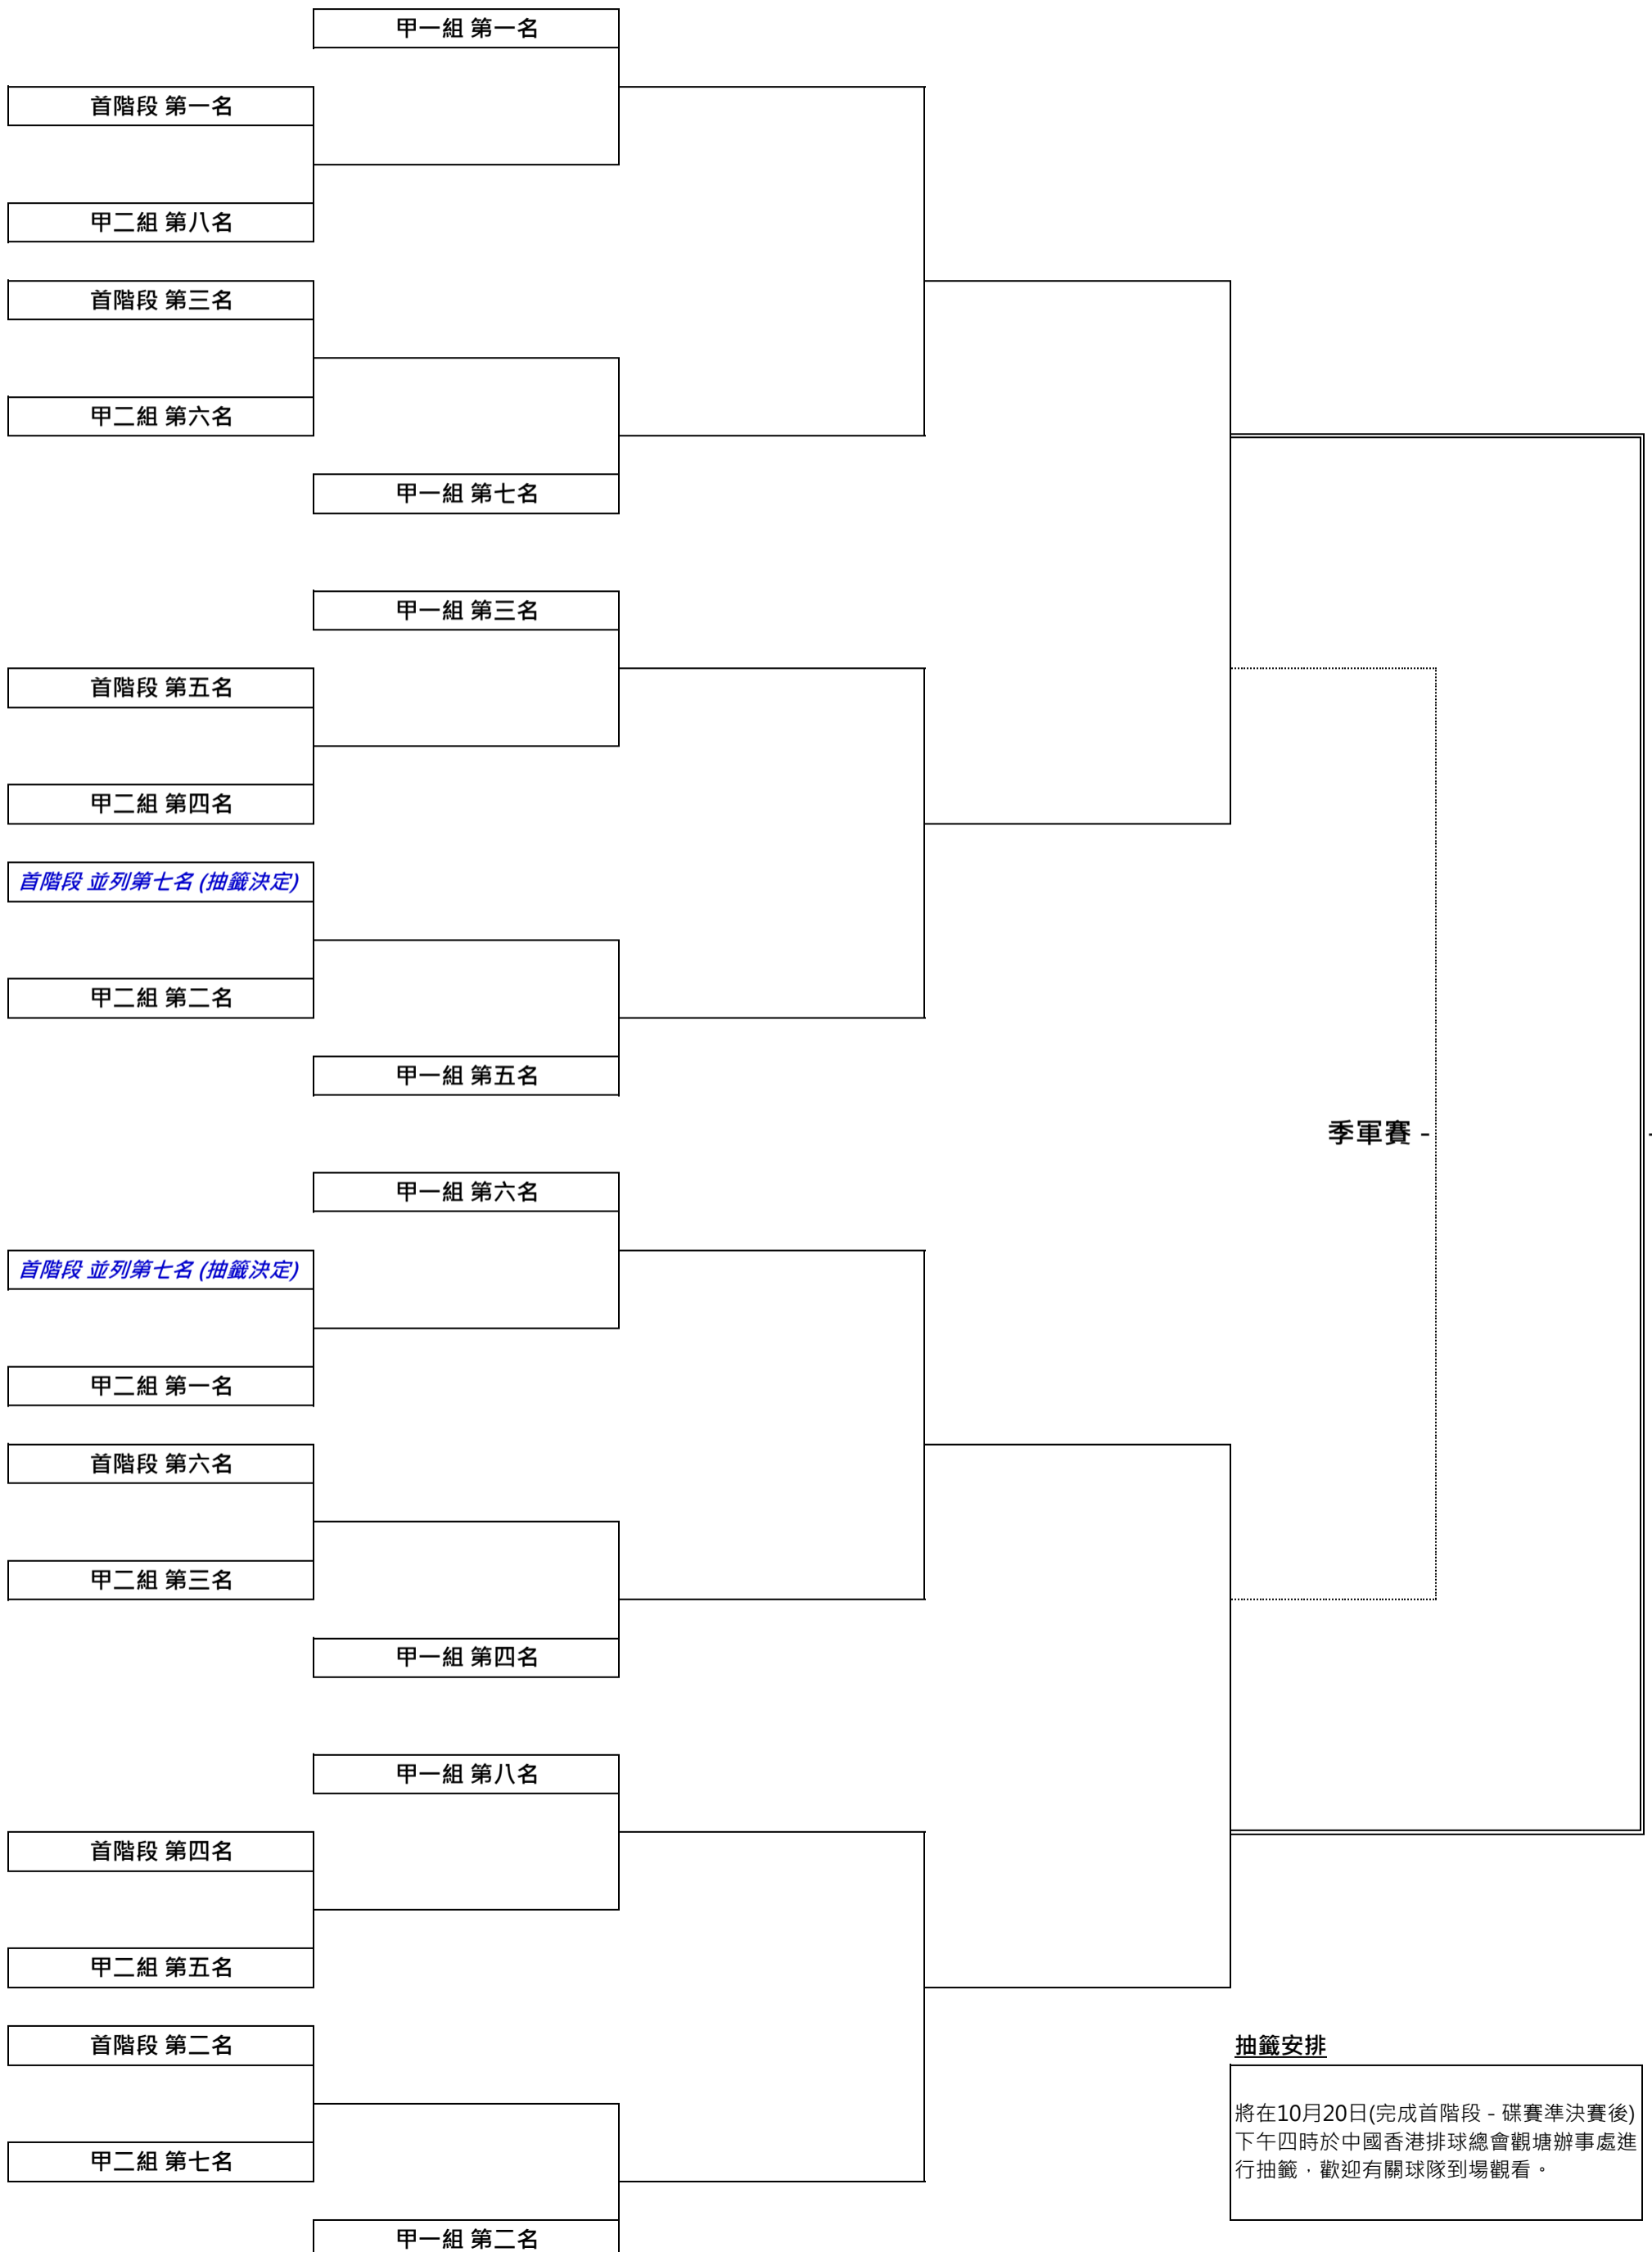 甲一組 第一名
首階段 第一名
甲二組 第八名
首階段 第三名
甲二組 第六名
甲一組 第七名
甲一組 第三名
首階段 第五名
甲二組 第四名
首階段 並列第七名 (抽籤決定)
甲二組 第二名
甲一組 第五名
季軍賽 -
甲一組 第六名
首階段 並列第七名 (抽籤決定)
甲二組 第一名
首階段 第六名
甲二組 第三名
甲一組 第四名
甲一組 第八名
首階段 第四名
甲二組 第五名
首階段 第二名
甲二組 第七名
甲一組 第二名
抽籤安排
將在10月20日(完成首階段 - 碟賽準決賽後)
下午四時於中國香港排球總會觀塘辦事處進
行抽籤，歡迎有關球隊到場觀看。